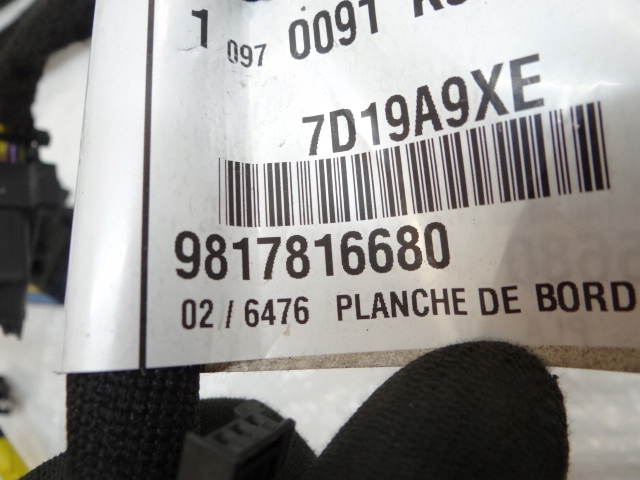 1 097 0091
7D19A9XE
9817816680
02 / 6476 PLANCHE DE BORD